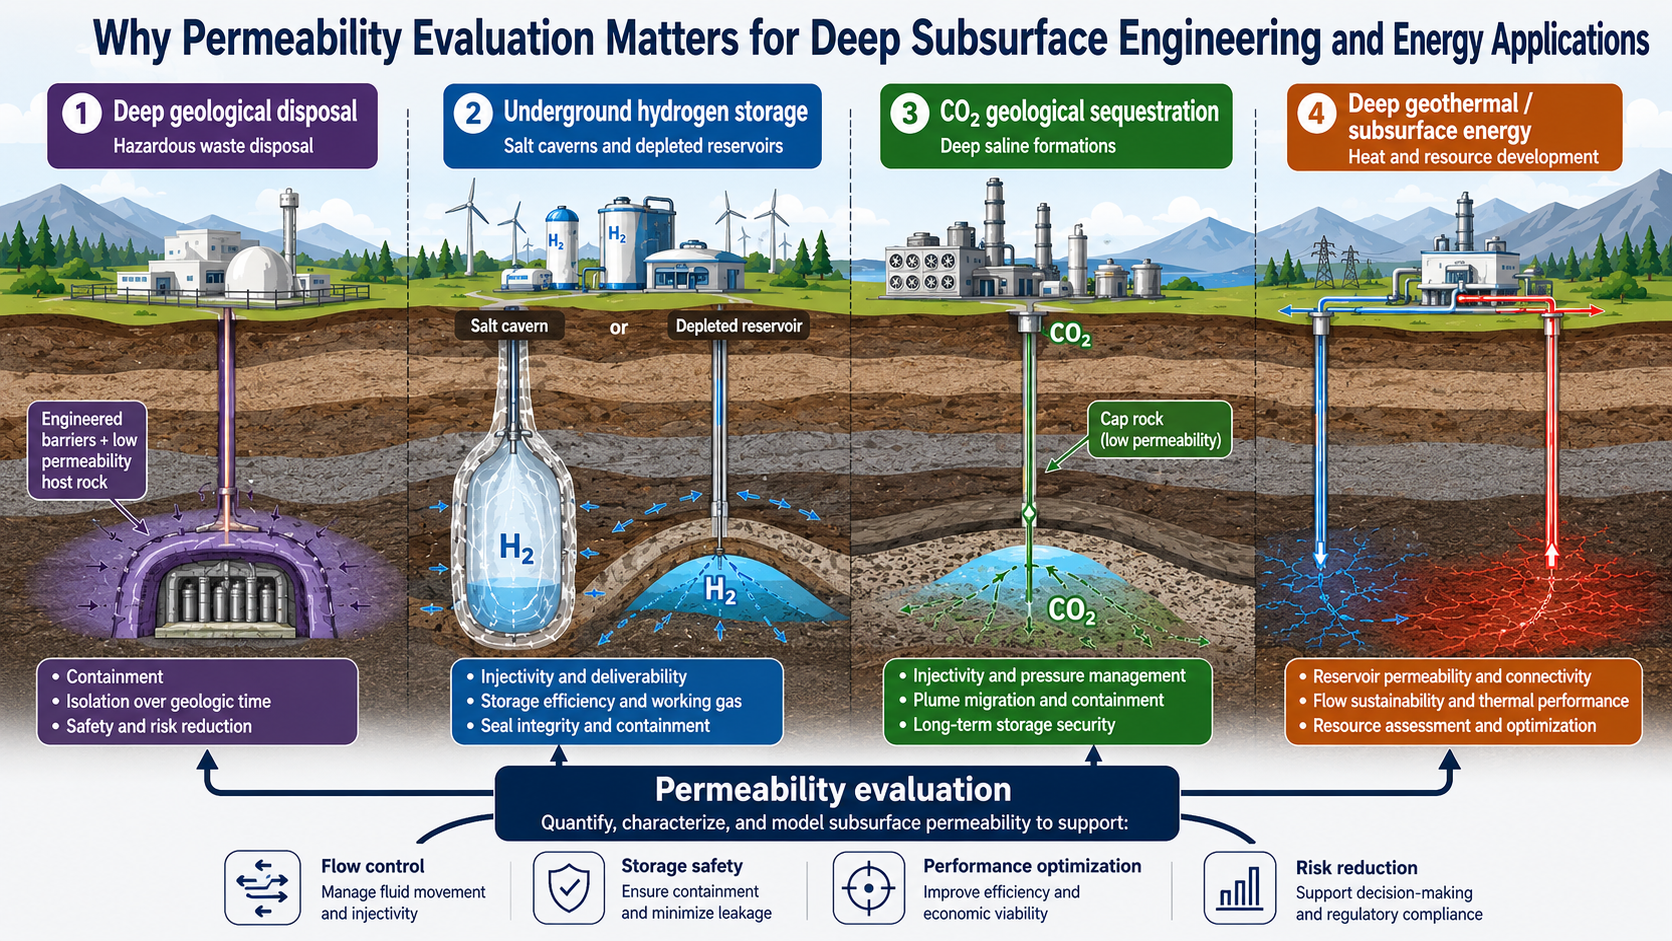 Why Permeability Evaluation Matters for Deep Subsurface Engineering and Energy Applications
1 Deep geological disposal
Hazardous waste disposal
2 Underground hydrogen storage
Salt caverns and depleted reservoirs
3 CO₂ geological sequestration
Deep saline formations
4 Deep geothermal /
subsurface energy
Heat and resource development
H₂
H₂
Salt cavern
or
Depleted reservoir
CO₂
Engineered
barriers + low
permeability
host rock
Cap rock
(low permeability)
H₂
H₂
CO₂
• Containment
• Isolation over geologic time
• Safety and risk reduction
• Injectivity and deliverability
• Storage efficiency and working gas
• Seal integrity and containment
• Injectivity and pressure management
• Plume migration and containment
• Long-term storage security
• Reservoir permeability and connectivity
• Flow sustainability and thermal performance
• Resource assessment and optimization
Permeability evaluation
Quantify, characterize, and model subsurface permeability to support:
Flow control
Manage fluid movement
and injectivity
Storage safety
Ensure containment
and minimize leakage
Performance optimization
Improve efficiency and
economic viability
Risk reduction
Support decision-making
and regulatory compliance